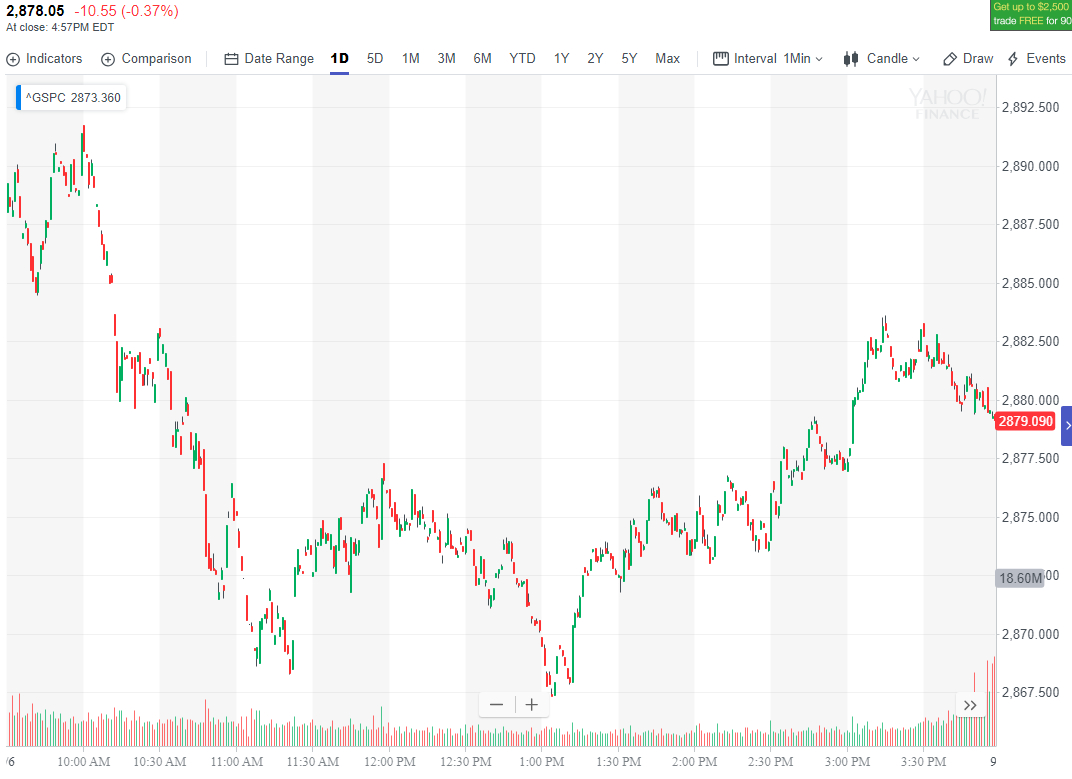 2,878.05 -10.55 (-0.37%)
At close: 4:57PM EDT
Get up to $2,500
trade FREE for 90
Indicators Comparison Date Range 1D 5D 1M 3M 6M YTD 1Y 2Y 5Y Max Interval 1Min Candle Draw Events
^GSPC 2873.360
YAHOO!
FINANCE
2,892.500
2,890.000
2,887.500
2,885.000
2,882.500
2,880.000
2879.090
2,877.500
2,875.000
18.60M 00
2,870.000
2,867.500
/6 10:00 AM 10:30 AM 11:00 AM 11:30 AM 12:00 PM 12:30 PM 1:00 PM 1:30 PM 2:00 PM 2:30 PM 3:00 PM 3:30 PM 9